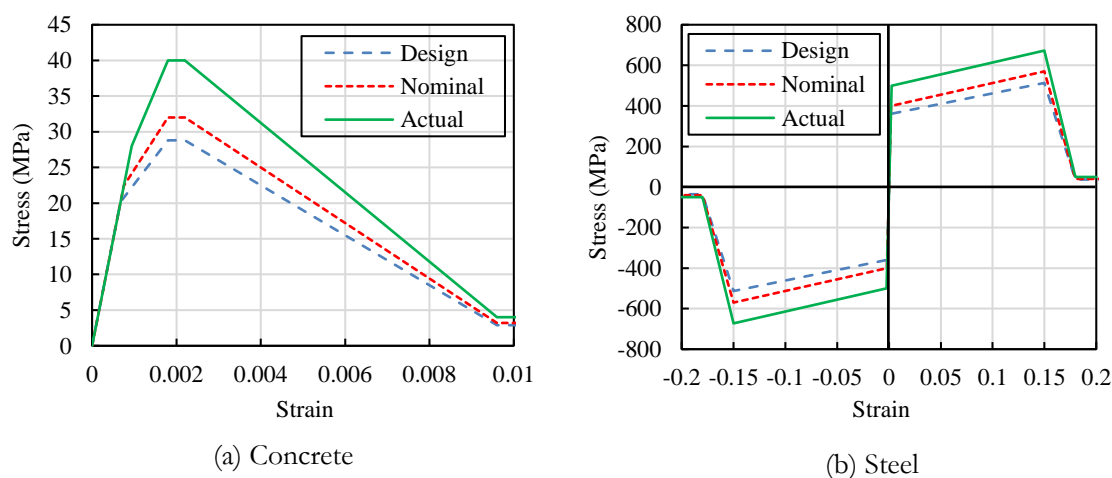 45
40
35
30
25
20
15
10
5
0
Stress (MPa)
Design
Nominal
Actual
0 0.002 0.004 0.006 0.008 0.01
Strain
(a) Concrete
800
600
400
200
0
-200
-400
-600
-800
Stress (MPa)
Design
Nominal
Actual
-0.2 -0.15 -0.1 -0.05 0 0.05 0.1 0.15 0.2
Strain
(b) Steel